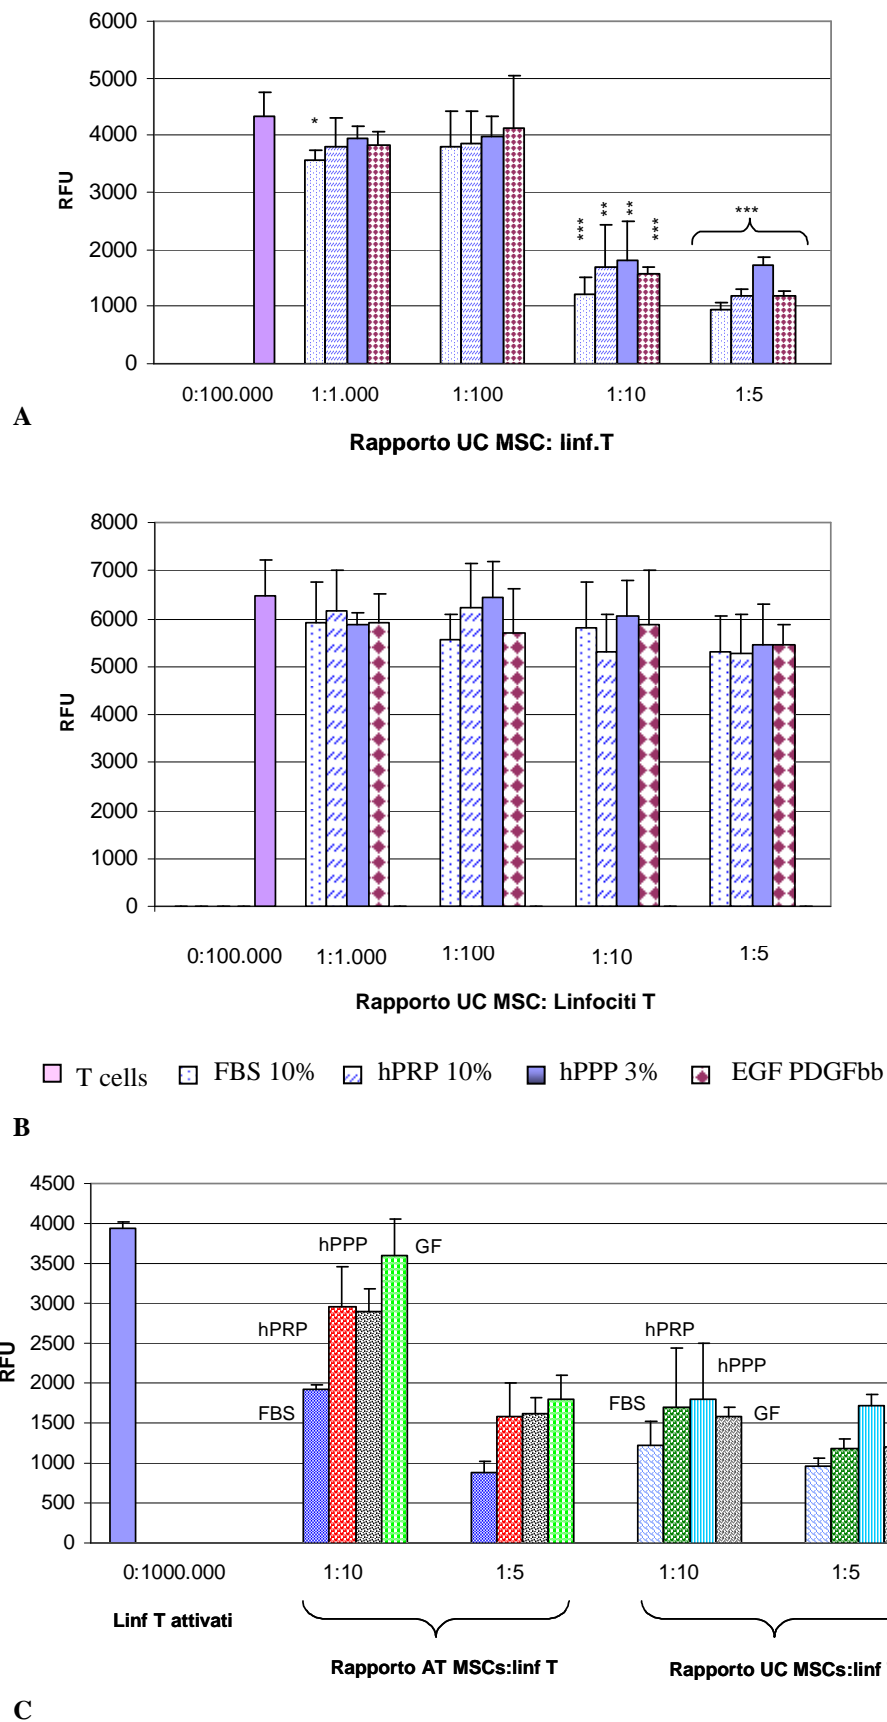 6000
5000
4000
3000
2000
1000
0
RFU
*
***
**
**
***
***
0:100.000 1:1.000 1:100 1:10 1:5
A
Rapporto UC MSC: linf.T
8000
7000
6000
5000
4000
3000
2000
1000
0
RFU
0:100.000 1:1.000 1:100 1:10 1:5
Rapporto UC MSC: Linfociti T
T cells FBS 10% hPRP 10% hPPP 3% EGF PDGFbb
B
4500
4000
3500
3000
2500
2000
1500
1000
500
0
RFU
FBS
hPRP
hPPP
GF
FBS
hPRP
hPPP
GF
0:1000.000 1:10 1:5 1:10 1:5
Linf T attivati
Rapporto AT MSCs:linf T
Rapporto UC MSCs:linf
C